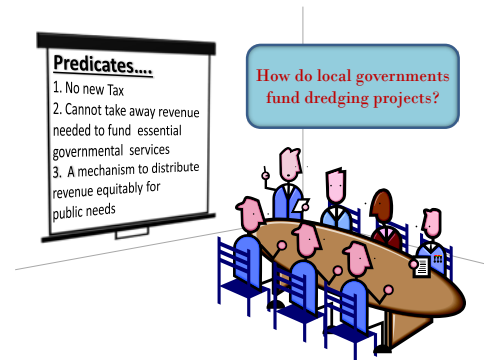 Predicates....
1. No new Tax
2. Cannot take away revenue
needed to fund essential
governmental services
3. A mechanism to distribute
revenue equitably for
public needs
How do local governments
fund dredging projects?